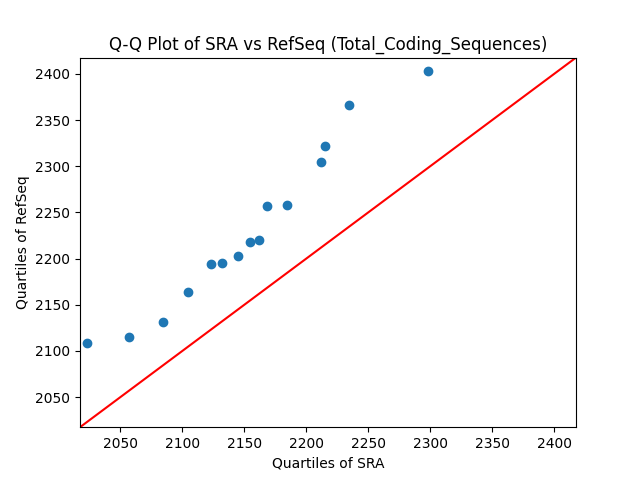 Q-Q Plot of SRA vs RefSeq (Total_Coding_Sequences)
Quartiles of RefSeq
2400
2350
2300
2250
2200
2150
2100
2050
2050 2100 2150 2200 2250 2300 2350 2400
Quartiles of SRA